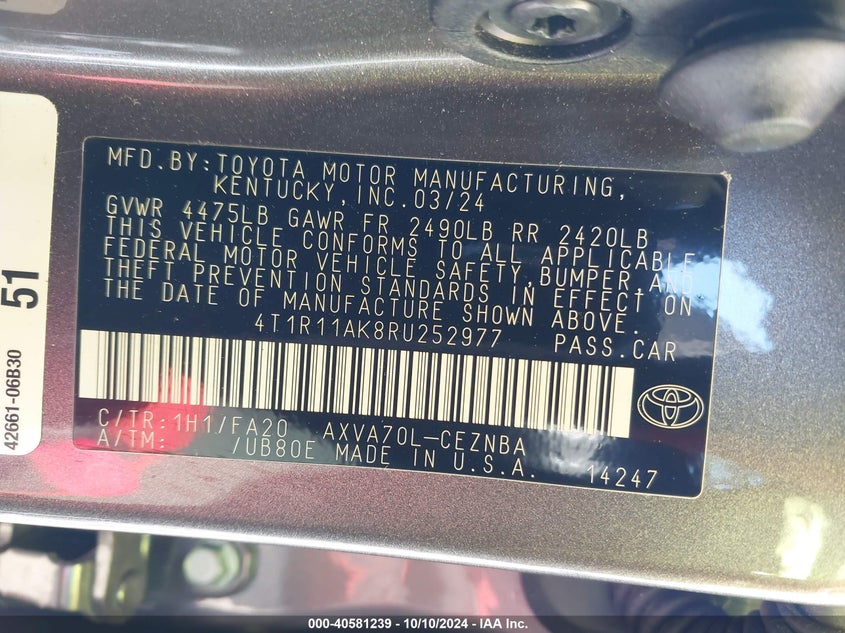 MFD.BY:TOYOTA MOTOR MANUFACTURING,
KENTUCKY,INC.03/24
GVWR 4475LB GAWR FR 2490LB RR 2420LB
THIS VEHICLE CONFORMS TO ALL APPLICABLE
FEDERAL MOTOR VEHICLE SAFETY,BUMPER,AND
THEFT PREVENTION STANDARDS IN EFFECT ON
THE DATE OF MANUFACTURE SHOWN ABOVE.
4T1R11AK8RU252977 PASS.CAR
C/TR:1H1/FA20 AXVA70L-CEZNBA
A/TM: /UB80E MADE IN U.S.A. 14247
51
42661-06B30
000-40581239 - 10/10/2024 - IAA Inc.